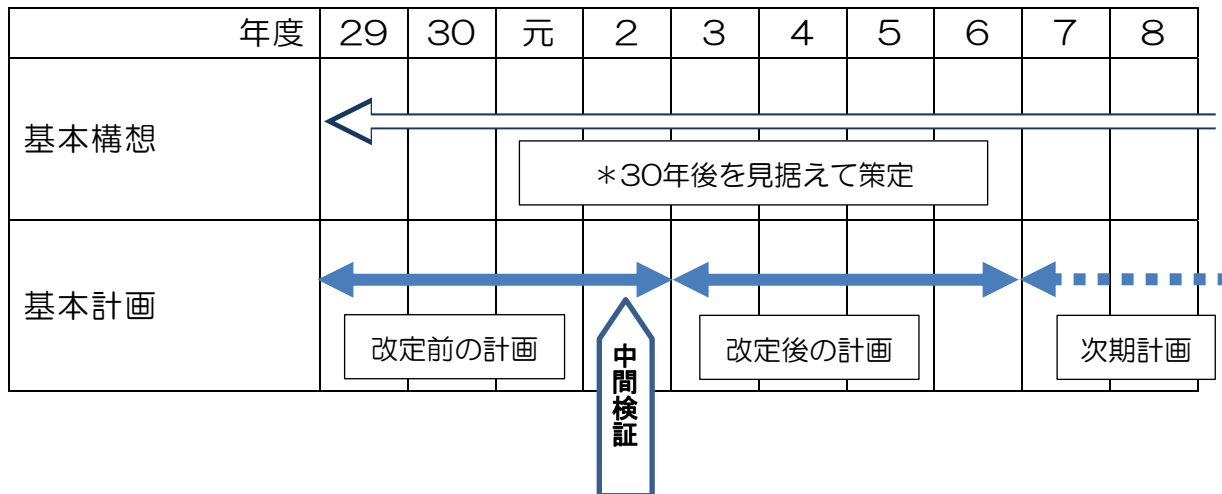 年度 29 30 元 2 3 4 5 6 7 8
基本構想
＊30年後を見据えて策定
基本計画
改定前の計画
中間検証
改定後の計画
次期計画